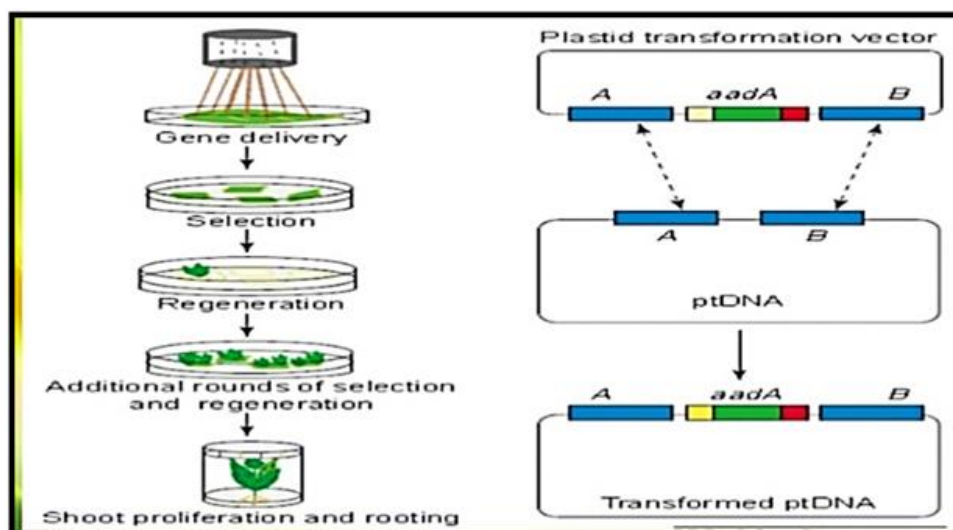 Gene delivery
Selection
Regeneration
Additional rounds of selection
and regeneration
Shoot proliferation and rooting
Plastid transformation vector
A aadA B
A B
ptDNA
A aadA B
Transformed ptDNA